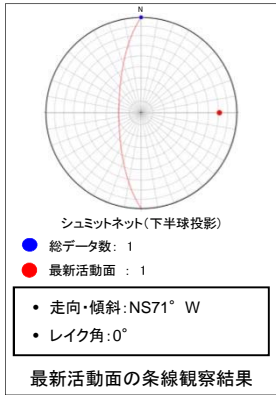 N
シュミットネット(下半球投影)
総データ数: 1
最新活動面 : 1
• 走向・傾斜:NS71° W
• レイク角:0°
最新活動面の条線観察結果